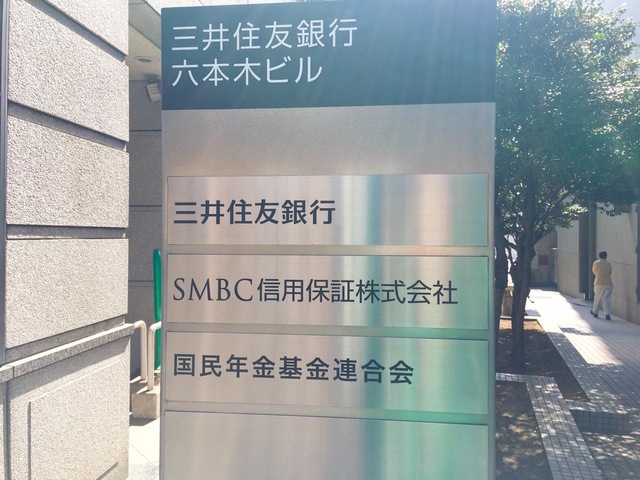 三井住友銀行
六本木ビル
三井住友銀行
SMBC信用保証株式会社
国民年金基金連合会